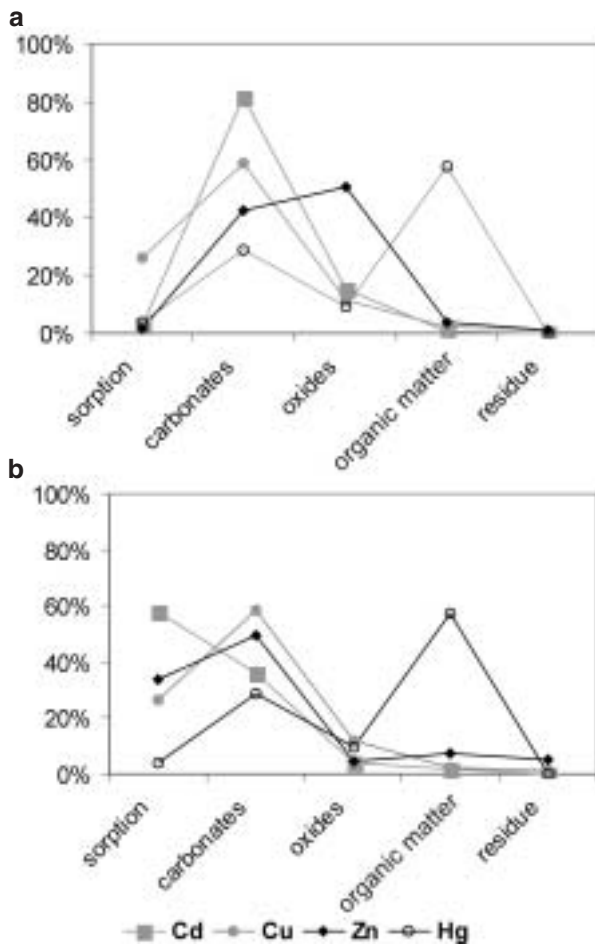 a
100%
80%
60%
40%
20%
0%
sorption
carbonates
oxides
organic matter
residue
b
100%
80%
60%
40%
20%
0%
sorption
carbonates
oxides
organic matter
residue
Cd Cu Zn Hg